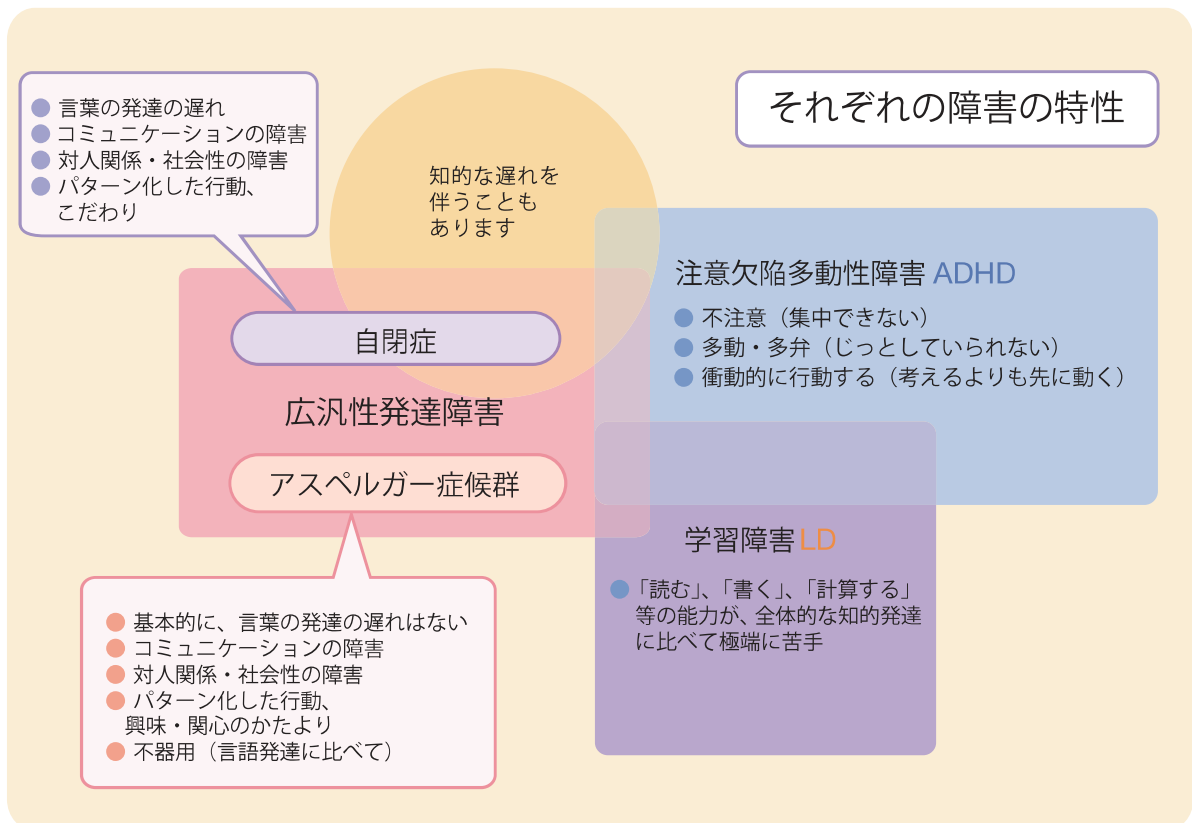 それぞれの障害の特性
● 言葉の発達の遅れ
● コミュニケーションの障害
● 対人関係・社会性の障害
● パターン化した行動、
こだわり
知的な遅れを
伴うことも
あります
自閉症
広汎性発達障害
アスペルガー症候群
● 基本的に、言葉の発達の遅れはない
● コミュニケーションの障害
● 対人関係・社会性の障害
● パターン化した行動、
興味・関心のかたより
● 不器用（言語発達に比べて）
注意欠陥多動性障害 ADHD
● 不注意（集中できない）
● 多動・多弁（じっとしていられない）
● 衝動的に行動する（考えるよりも先に動く）
学習障害 LD
● 「読む」、「書く」、「計算する」
等の能力が、全体的な知的発達
に比べて極端に苦手